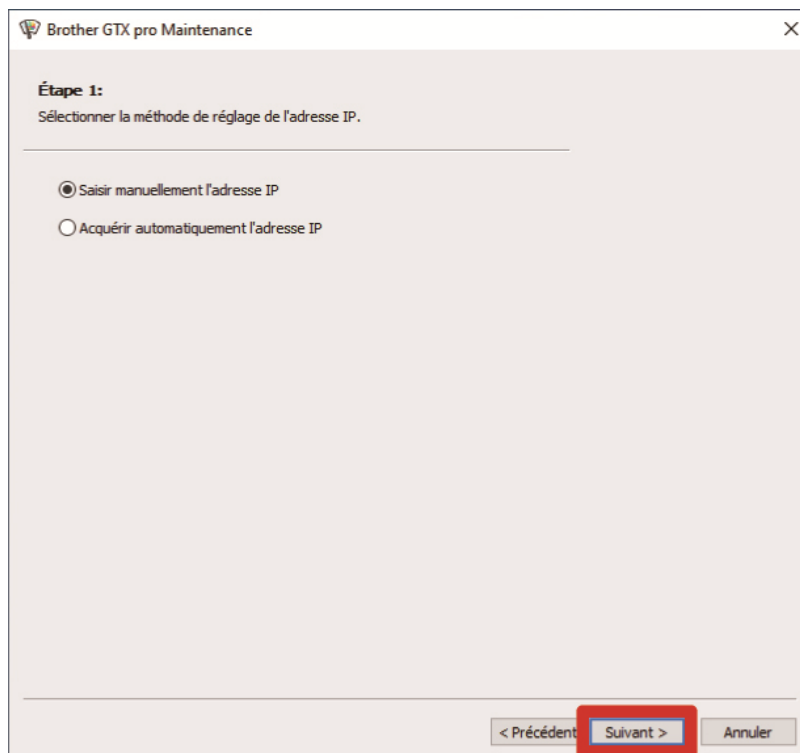 Brother GTX pro Maintenance
Étape 1:
Sélectionner la méthode de réglage de l'adresse IP.
Saisir manuellement l'adresse IP
Acquérir automatiquement l'adresse IP
< Précédent Suivant > Annuler